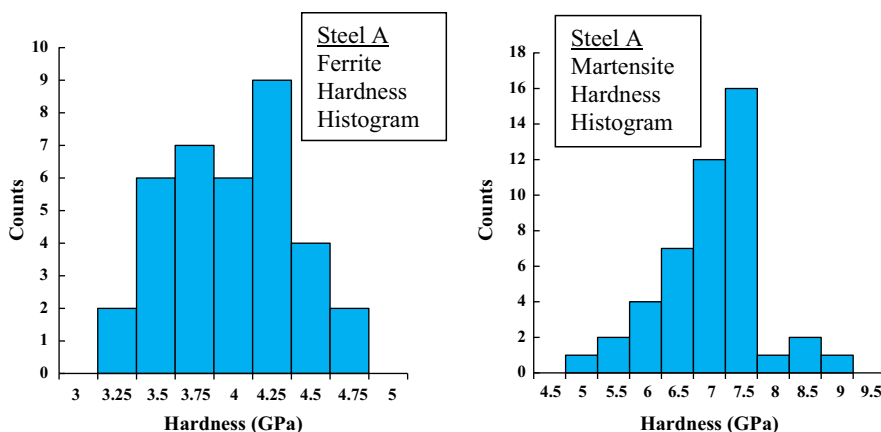 Steel A
Ferrite
Hardness
Histogram
10
9
8
7
6
5
4
3
2
1
0
Counts
3 3.25 3.5 3.75 4 4.25 4.5 4.75 5
Hardness (GPa)
Steel A
Martensite
Hardness
Histogram
18
16
14
12
10
8
6
4
2
0
Counts
4.5 5 5.5 6 6.5 7 7.5 8 8.5 9 9.5
Hardness (GPa)